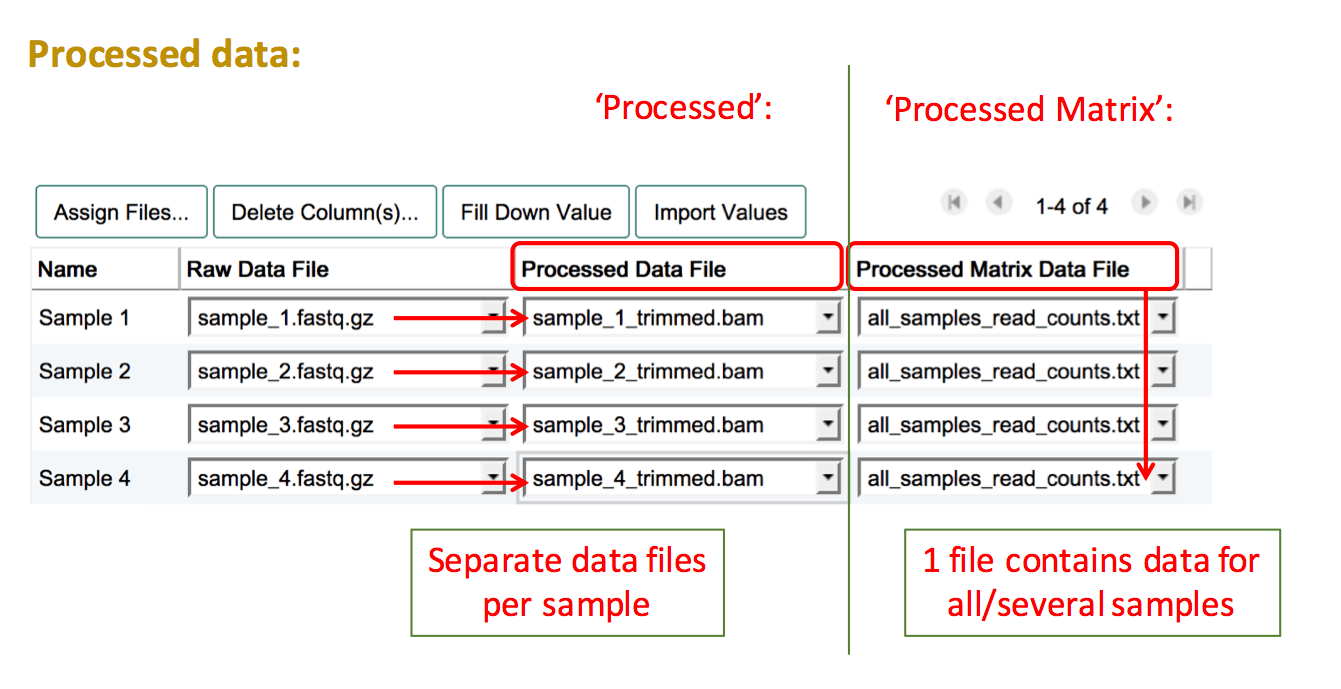 Processed data:
‘Processed’:
‘Processed Matrix’:
Assign Files... Delete Column(s)... Fill Down Value Import Values 1-4 of 4
Name Raw Data File Processed Data File Processed Matrix Data File
Sample 1 sample_1.fastq.gz sample_1_trimmed.bam all_samples_read_counts.txt
Sample 2 sample_2.fastq.gz sample_2_trimmed.bam all_samples_read_counts.txt
Sample 3 sample_3.fastq.gz sample_3_trimmed.bam all_samples_read_counts.txt
Sample 4 sample_4.fastq.gz sample_4_trimmed.bam all_samples_read_counts.txt
Separate data files
per sample
1 file contains data for
all/several samples